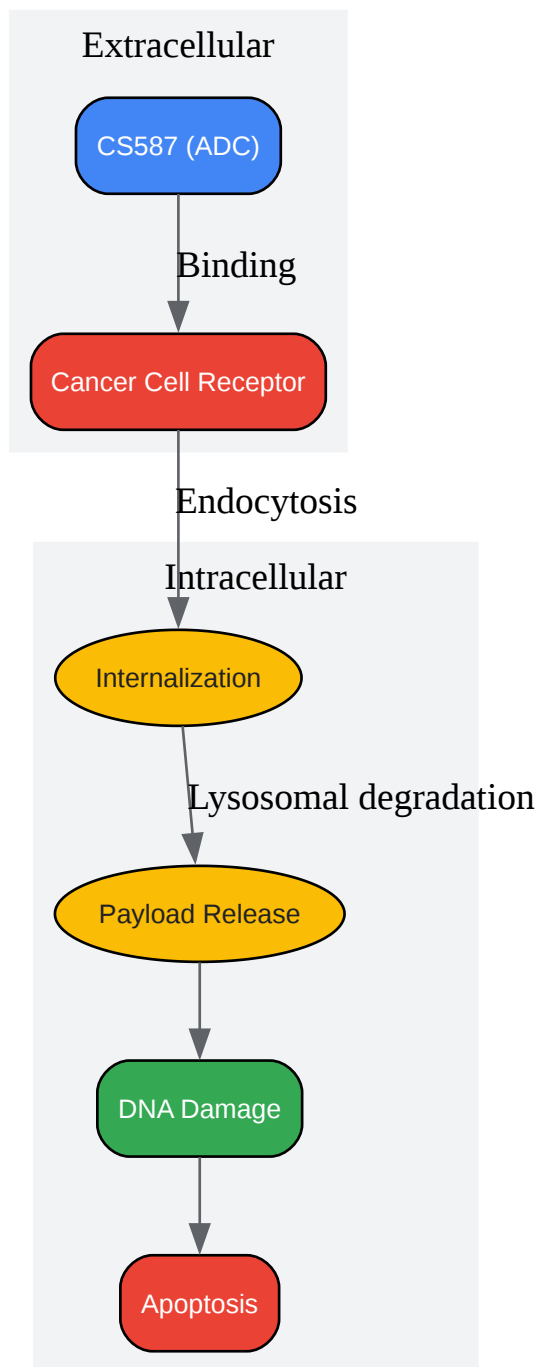 Extracellular
CS587 (ADC)
Binding
Cancer Cell Receptor
Endocytosis
Intracellular
Internalization
Lysosomal degradation
Payload Release
DNA Damage
Apoptosis